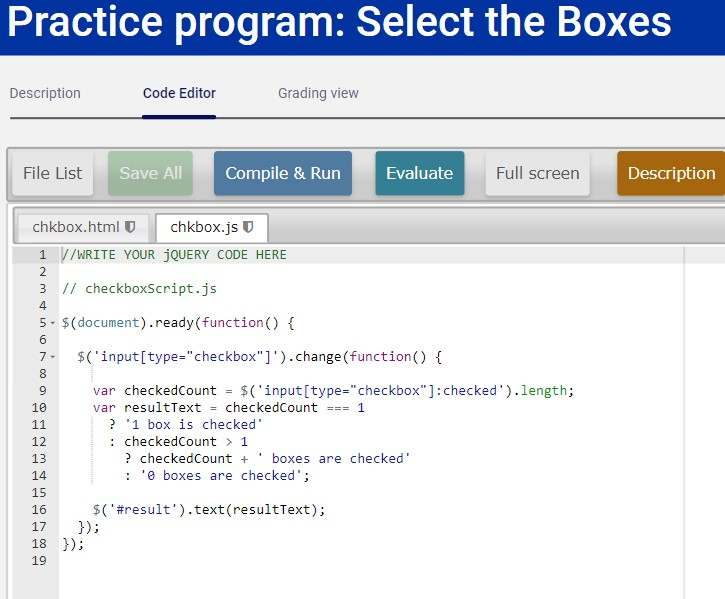 Practice program: Select the Boxes
Description Code Editor Grading view
File List Save All Compile & Run Evaluate Full screen Description
chkbox.html chkbox.js
1 //WRITE YOUR jQUERY CODE HERE
2
3 // checkboxScript.js
4
5 $(document).ready(function() {
6
7 $('input[type="checkbox"]').change(function() {
8
9 var checkedCount = $('input[type="checkbox"]:checked').length;
10 var resultText = checkedCount === 1
11 ? '1 box is checked'
12 : checkedCount > 1
13 ? checkedCount + ' boxes are checked'
14 : '0 boxes are checked';
15
16 $('#result').text(resultText);
17 });
18 });
19